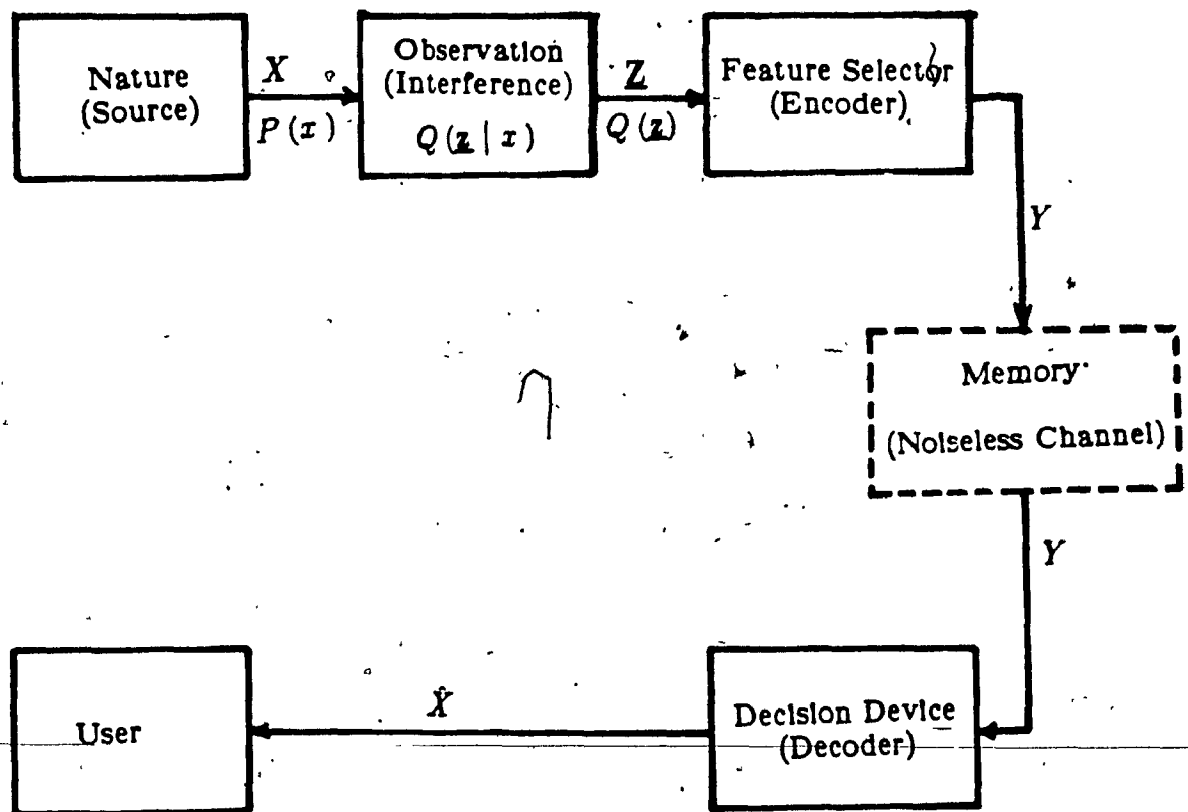 Nature
(Source)
X
P(x)
Observation
(Interference)
Q(z̲ | x)
Z̲
Q(z̲)
Feature Selector
(Encoder)
Y
Memory
(Noiseless Channel)
Y
Decision Device
(Decoder)
X̂
User